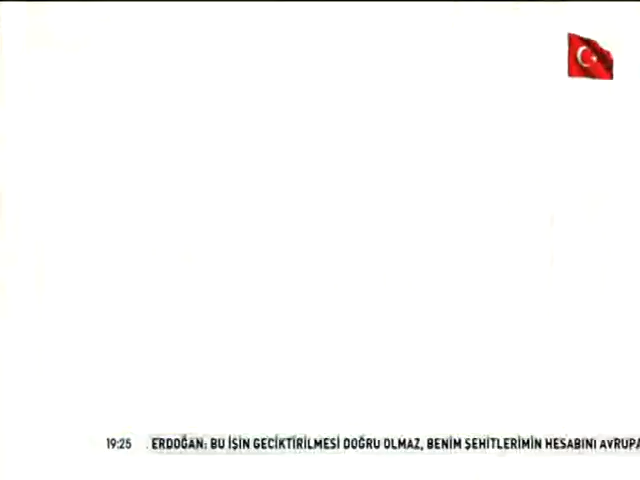 19:25 . ERDOĞAN: BU İŞİN GECİKTİRİLMESİ DOĞRU OLMAZ, BENİM ŞEHİTLERİMİN HESABINI AVRUPA